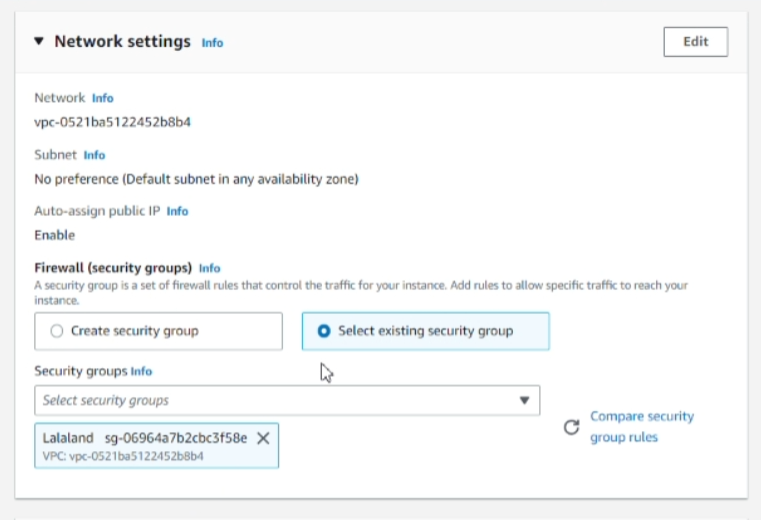 Network settings Info
Edit
Network Info
vpc-0521ba5122452b8b4
Subnet Info
No preference (Default subnet in any availability zone)
Auto-assign public IP Info
Enable
Firewall (security groups) Info
A security group is a set of firewall rules that control the traffic for your instance. Add rules to allow specific traffic to reach your
instance.
Create security group
Select existing security group
Security groups Info
Select security groups
Compare security
group rules
Lalaland sg-06964a7b2cbc3f58e
VPC: vpc-0521ba5122452b8b4